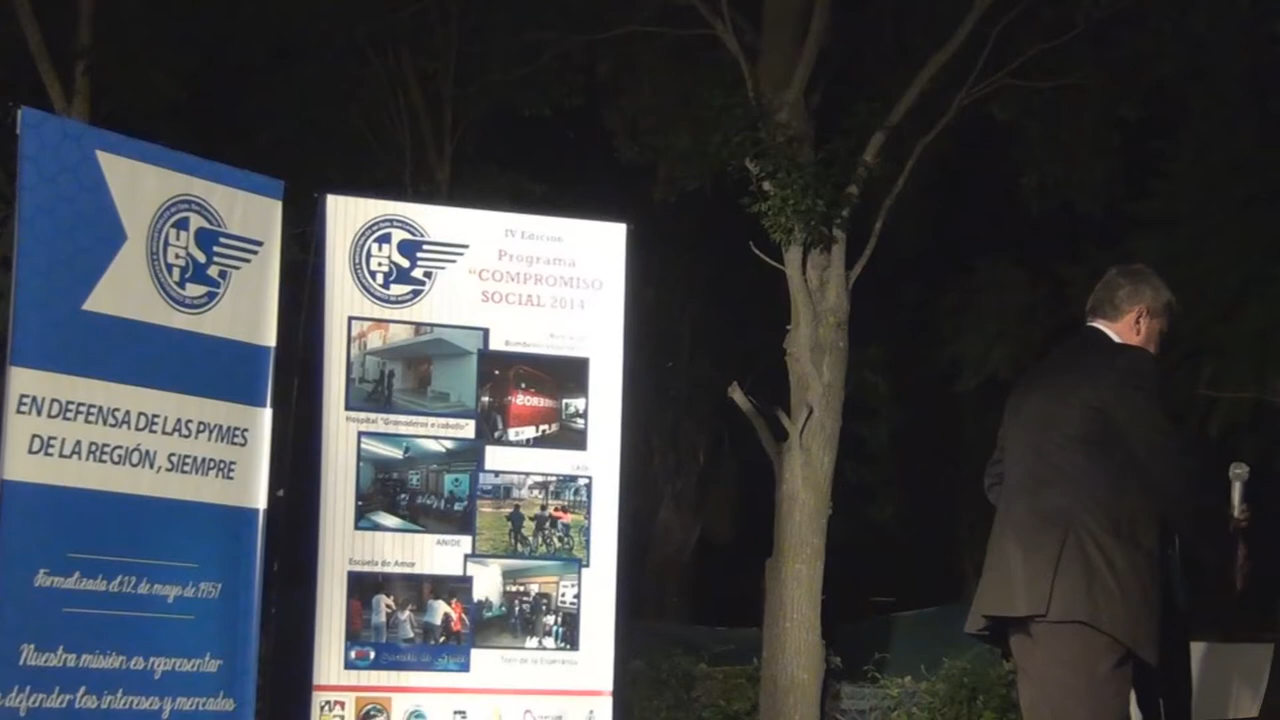 UCI
EN DEFENSA DE LAS PYMES
DE LA REGIÓN, SIEMPRE
Formalizada el 12 de mayo de 1957
Nuestra misión es representar
defender los intereses y mercados
UCI
IV Edición
Programa
"COMPROMISO
SOCIAL 2014
Hospital "Granaderos a caballo"
BOMBEROS
ANIDE
Escuela de Amor
Tren de la Esperanza